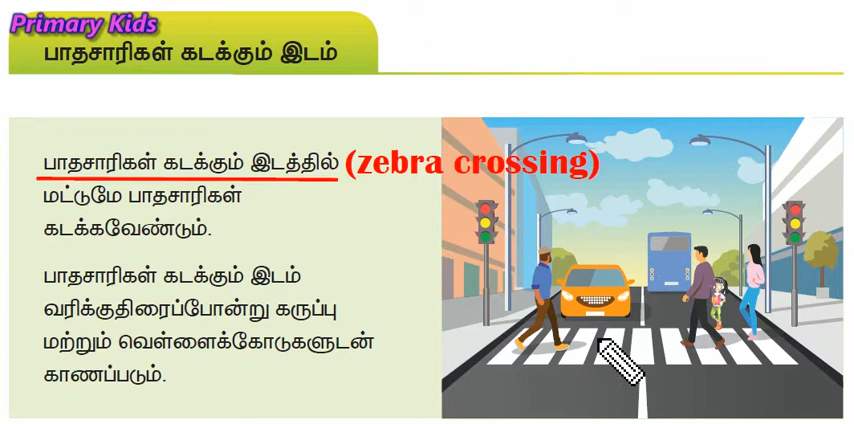 Primary Kids
பாதசாரிகள் கடக்கும் இடம்
பாதசாரிகள் கடக்கும் இடத்தில் (zebra crossing)
மட்டுமே பாதசாரிகள்
கடக்கவேண்டும்.
பாதசாரிகள் கடக்கும் இடம்
வரிக்குதிரைப்போன்று கருப்பு
மற்றும் வெள்ளைக்கோடுகளுடன்
காணப்படும்.